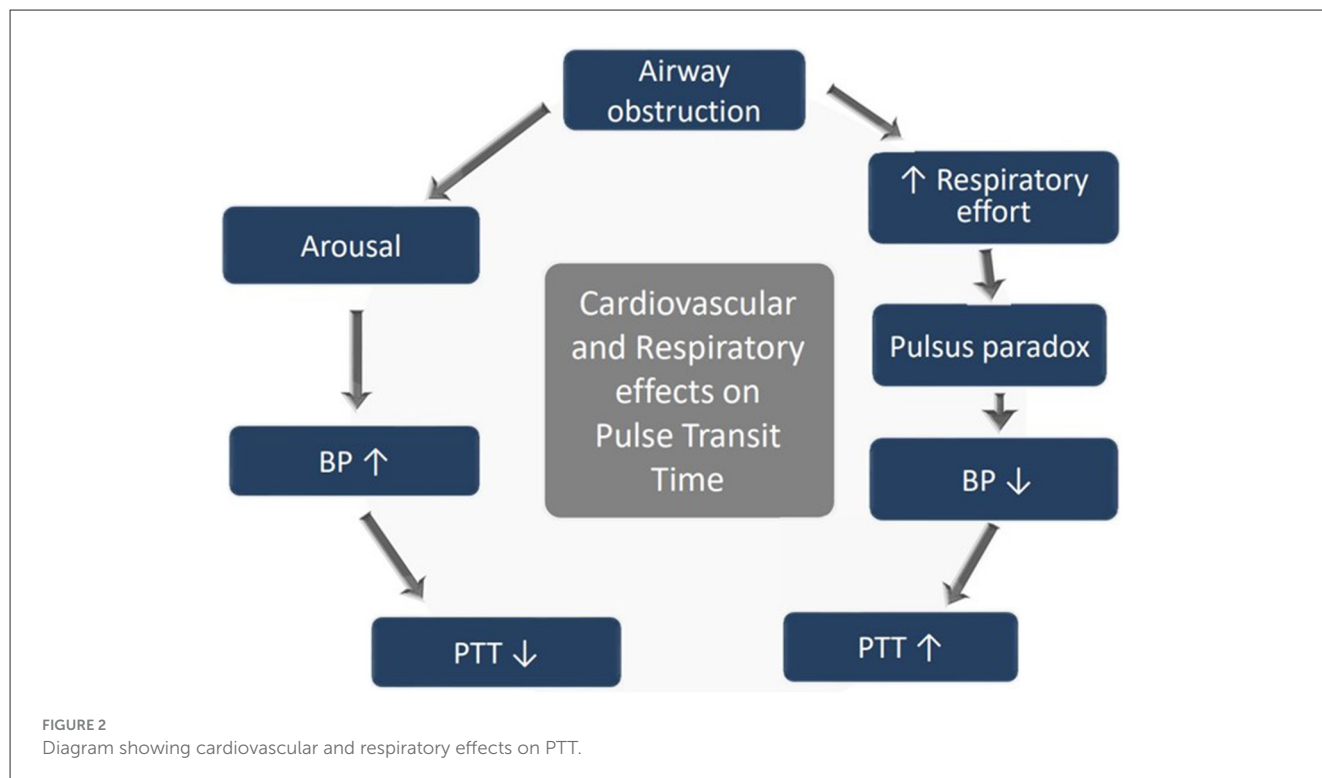 Airway
obstruction
↑ Respiratory
effort
Arousal
Cardiovascular
and Respiratory
effects on
Pulse Transit
Time
Pulsus paradox
BP ↑
BP ↓
PTT ↓
PTT ↑
FIGURE 2
Diagram showing cardiovascular and respiratory effects on PTT.